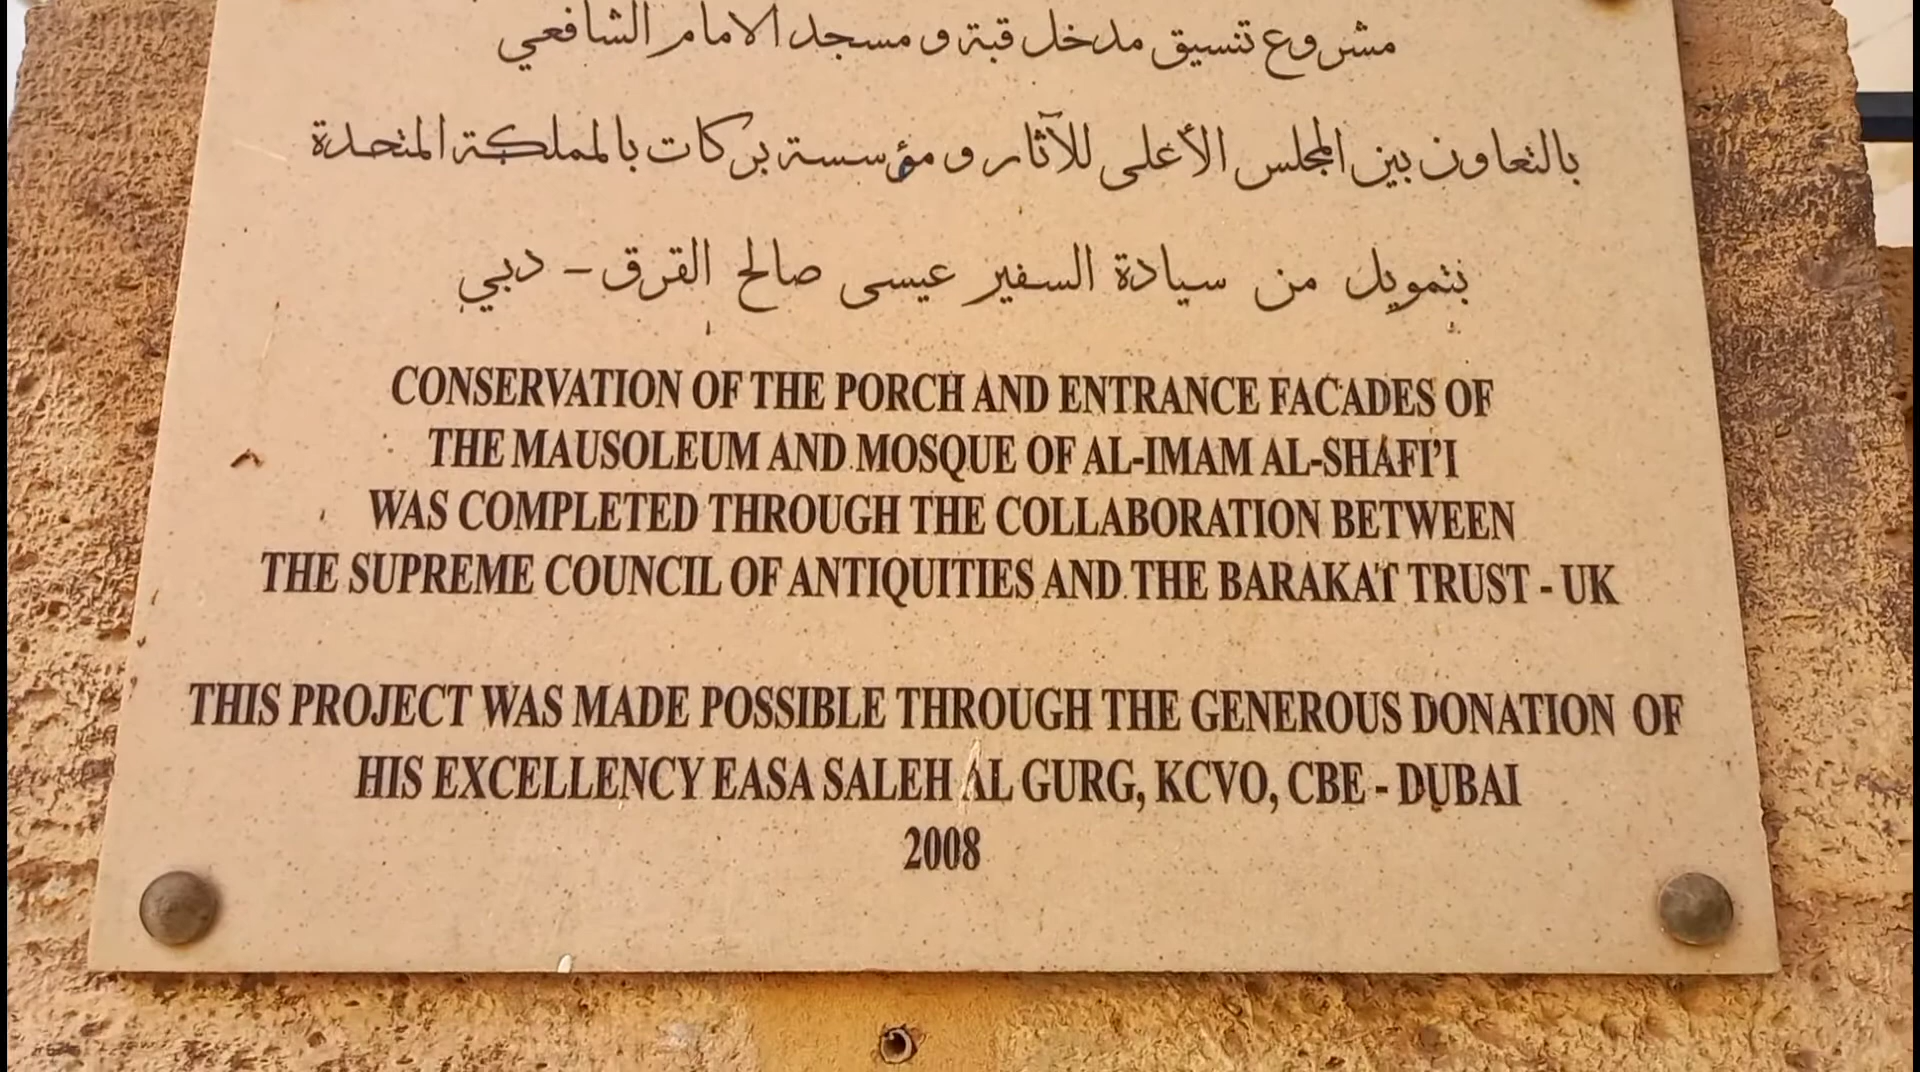 مشروع تنسيق مدخل قبة و مسجد الامام الشافعي
بالتعاون بين المجلس الأعلى للآثار و مؤسسة بركات بالمملكة المتحدة
بتمويل من سيادة السفير عيسى صالح القرق - دبي
CONSERVATION OF THE PORCH AND ENTRANCE FACADES OF
THE MAUSOLEUM AND MOSQUE OF AL-IMAM AL-SHAFI'I
WAS COMPLETED THROUGH THE COLLABORATION BETWEEN
THE SUPREME COUNCIL OF ANTIQUITIES AND THE BARAKAT TRUST - UK
THIS PROJECT WAS MADE POSSIBLE THROUGH THE GENEROUS DONATION OF
HIS EXCELLENCY EASA SALEH AL GURG, KCVO, CBE - DUBAI
2008